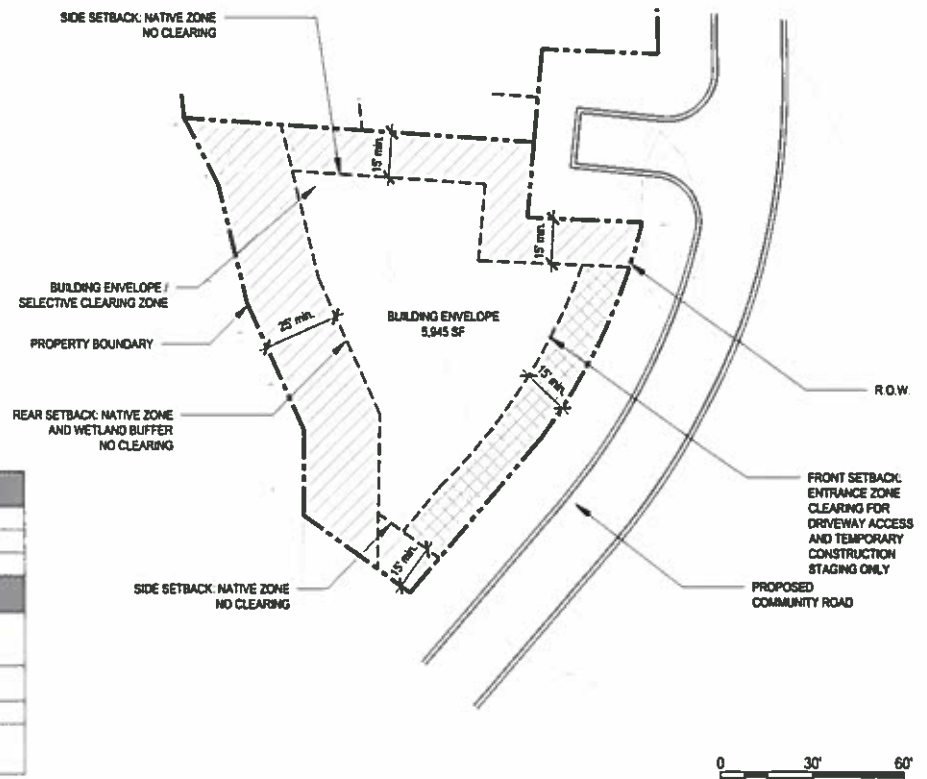 SIDE SETBACK: NATIVE ZONE
NO CLEARING
15' min.
15' min.
BUILDING ENVELOPE /
SELECTIVE CLEARING ZONE
BUILDING ENVELOPE
5,945 SF
25' min.
PROPERTY BOUNDARY
15' min.
R.O.W.
REAR SETBACK: NATIVE ZONE
AND WETLAND BUFFER
NO CLEARING
FRONT SETBACK:
ENTRANCE ZONE
CLEARING FOR
DRIVEWAY ACCESS
AND TEMPORARY
CONSTRUCTION
STAGING ONLY
15' min.
SIDE SETBACK: NATIVE ZONE
NO CLEARING
PROPOSED
COMMUNITY ROAD
0 30' 60'